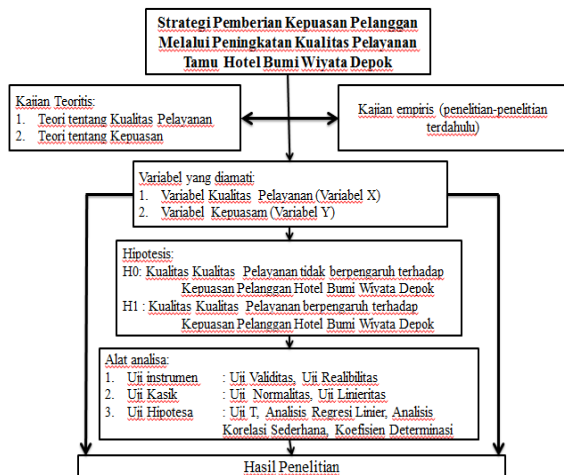 Strategi Pemberian Kepuasan Pelanggan
Melalui Peningkatan Kualitas Pelayanan
Tamu Hotel Bumi Wiyata Depok
Kaiian Teoritis:
1. Teori tentang Kualitas Pelayanan
2. Teori tentang Kepuasan
Kajian empiris (penelitian-penelitian
terdahulu)
Variabel yang diamati:
1. Variabel Kualitas Pelayanan (Variabel X)
2. Variabel Kepuasam (Variabel Y)
Hipotesis:
H0: Kualitas Kualitas Pelayanan tidak berpengaruh terhadap
Kepuasan Pelanggan Hotel Bumi Wiyata Depok
H1 : Kualitas Kualitas Pelayanan berpengaruh terhadap
Kepuasan Pelanggan Hotel Bumi Wiyata Depok
Alat analisa:
1. Uji instrumen : Uji Validitas, Uji Realibilitas
2. Uji Kasik : Uji Normalitas, Uji Linieritas
3. Uji Hipotesa : Uji T, Analisis Regresi Linier, Analisis
Korelasi Sederhana, Koefisien Determinasi
Hasil Penelitian